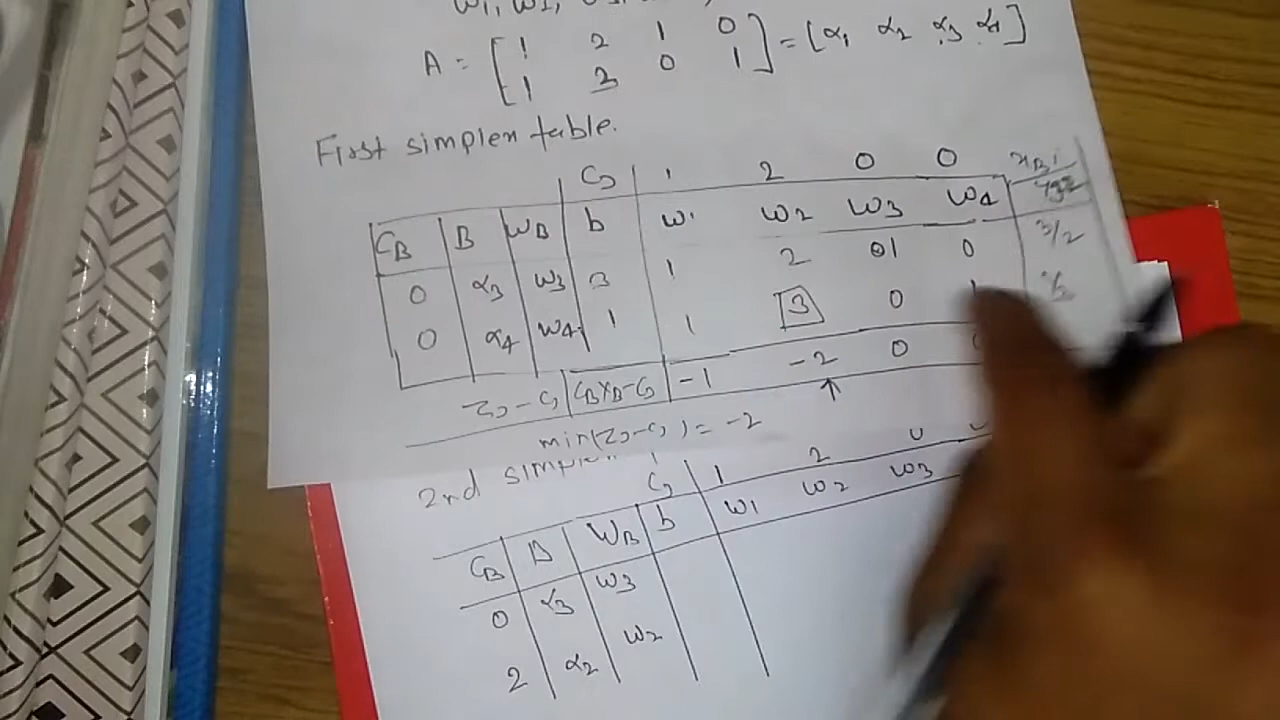 A = [ 1 2 1 0
1 3 0 1 ] = [α1 α2 α3 α4]
First simplex table.
Cj 1 2 0 0
CB B WB b w1 w2 w3 w4
0 α3 w3 3 1 2 01 0 3/2
0 α4 w4 1 1 3 0
zj-cj CBXB-Cj -1 -2 0
↑
min(zj-cj) = -2
2nd
Cj 1 2
CB B WB b w1 w2 w3
0 α3 w3
2 α2 w2